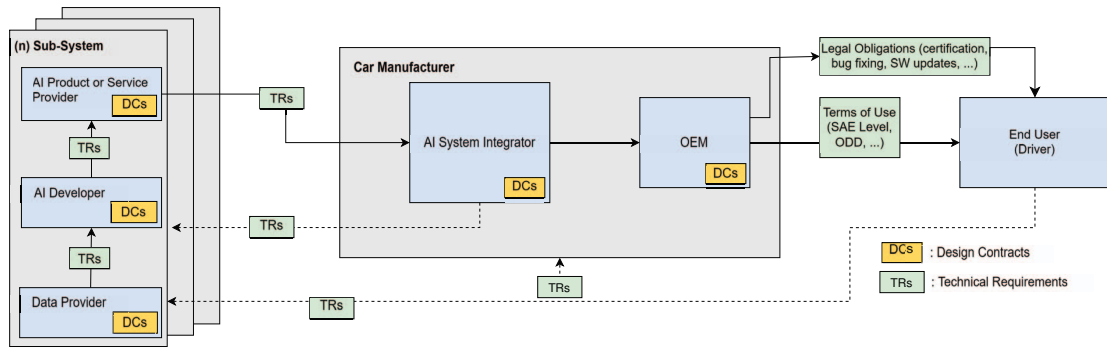 (n) Sub-System
AI Product or Service
Provider
DCs
TRs
AI Developer
DCs
TRs
Data Provider
DCs
TRs
TRs
TRs
Car Manufacturer
AI System Integrator
DCs
OEM
DCs
TRs
Legal Obligations (certification,
bug fixing, SW updates, ...)
Terms of Use
(SAE Level,
ODD, ...)
End User
(Driver)
DCs : Design Contracts
TRs : Technical Requirements